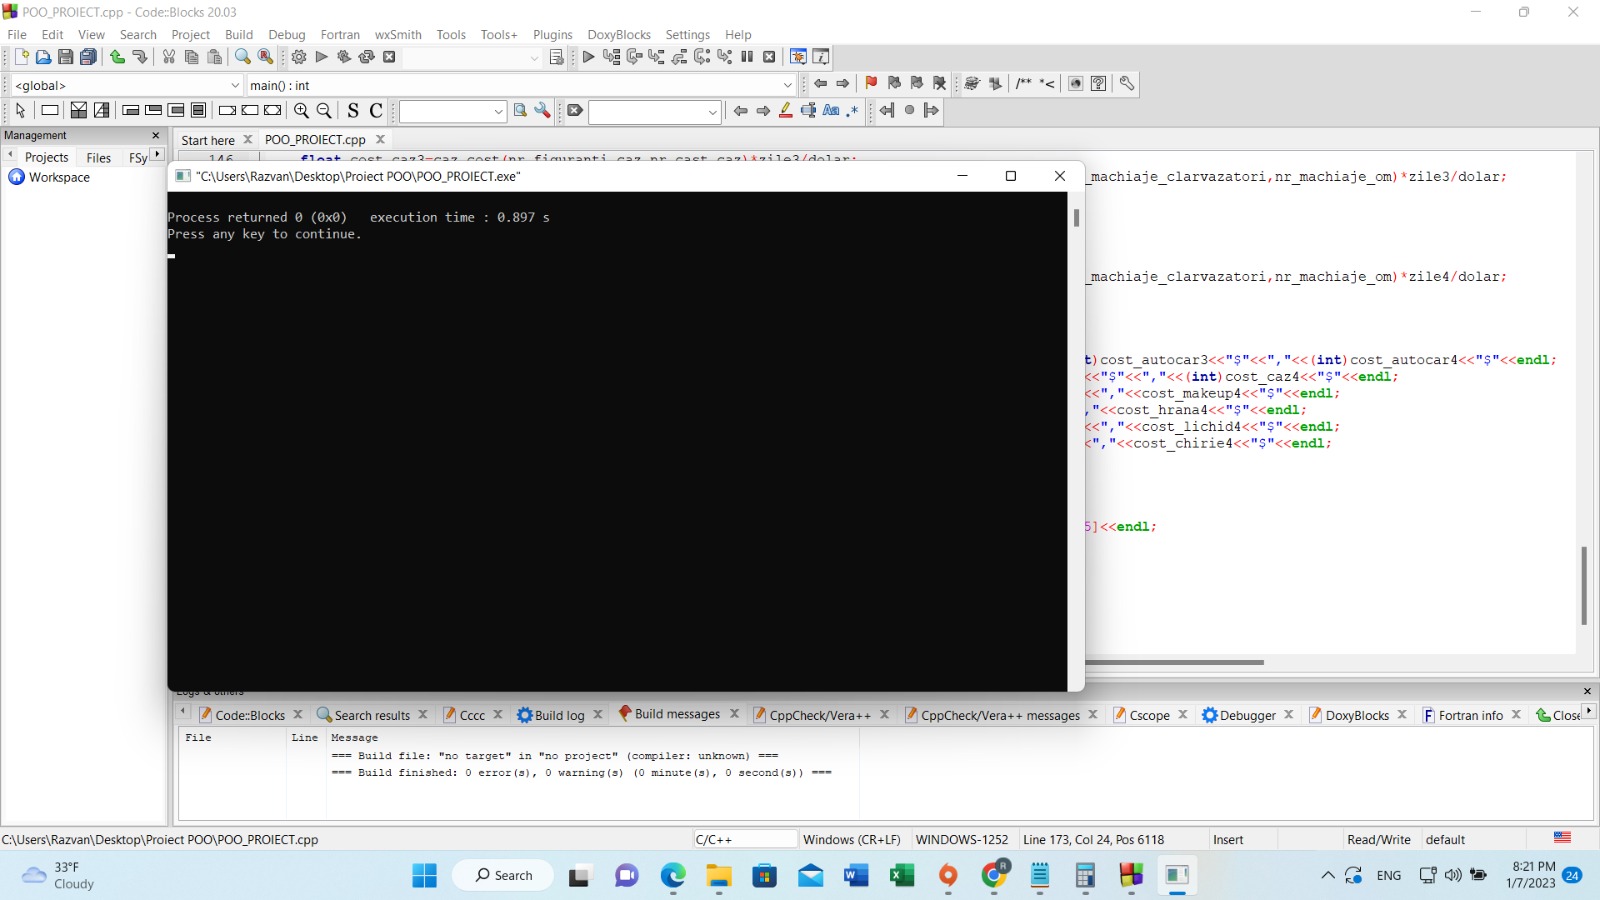 POO_PROIECT.cpp - Code::Blocks 20.03
File Edit View Search Project Build Debug Fortran wxSmith Tools Tools+ Plugins DoxyBlocks Settings Help
<global> main() : int
/** *<
S C Aa .*
Management
Projects Files FSy
Workspace
Start here POO_PROIECT.cpp
146 float cost_caz3=caz.cost(nr_figuranti_caz,nr_cast_caz)*zile3/dolar;
"C:\Users\Razvan\Desktop\Proiect POO\POO_PROIECT.exe"
_machiaje_clarvazatori,nr_machiaje_om)*zile3/dolar;
Process returned 0 (0x0)   execution time : 0.897 s
Press any key to continue.
_machiaje_clarvazatori,nr_machiaje_om)*zile4/dolar;
t)cost_autocar3<<"$"<<","<<(int)cost_autocar4<<"$"<<endl;
<<"$"<<","<<(int)cost_caz4<<"$"<<endl;
<<","<<cost_makeup4<<"$"<<endl;
,"<<cost_hrana4<<"$"<<endl;
<<","<<cost_lichid4<<"$"<<endl;
<","<<cost_chirie4<<"$"<<endl;
5]<<endl;
Logs & others
Code::Blocks Search results Cccc Build log Build messages CppCheck/Vera++ CppCheck/Vera++ messages Cscope Debugger DoxyBlocks Fortran info Close
File Line Message
=== Build file: "no target" in "no project" (compiler: unknown) ===
=== Build finished: 0 error(s), 0 warning(s) (0 minute(s), 0 second(s)) ===
C:\Users\Razvan\Desktop\Proiect POO\POO_PROIECT.cpp C/C++ Windows (CR+LF) WINDOWS-1252 Line 173, Col 24, Pos 6118 Insert Read/Write default
33°F
Cloudy
Search
R
ENG
8:21 PM
1/7/2023
24